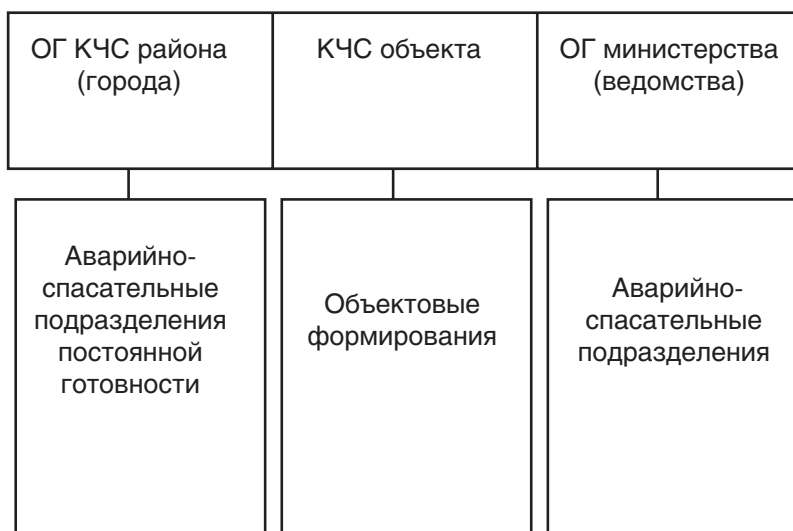 ОГ КЧС района
(города)
КЧС объекта
ОГ министерства
(ведомства)
Аварийно-
спасательные
подразделения
постоянной
готовности
Объектовые
формирования
Аварийно-
спасательные
подразделения